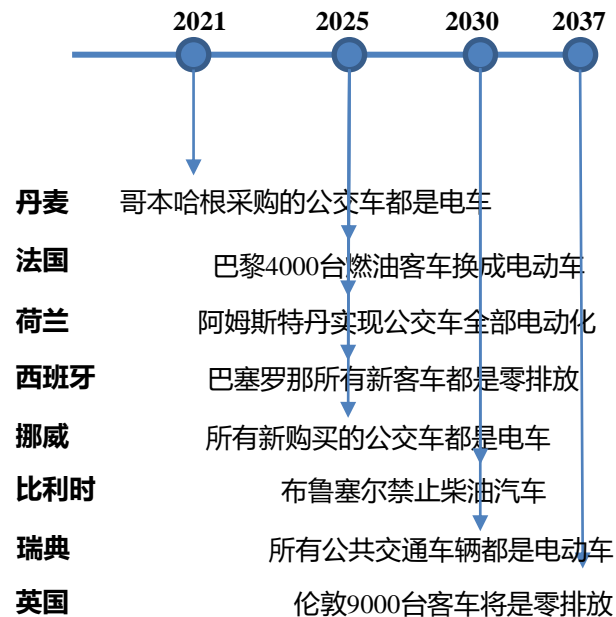 2021 2025 2030 2037
丹麦 哥本哈根采购的公交车都是电车
法国 巴黎4000台燃油客车换成电动车
荷兰 阿姆斯特丹实现公交车全部电动化
西班牙 巴塞罗那所有新客车都是零排放
挪威 所有新购买的公交车都是电车
比利时 布鲁塞尔禁止柴油汽车
瑞典 所有公共交通车辆都是电动车
英国 伦敦9000台客车将是零排放